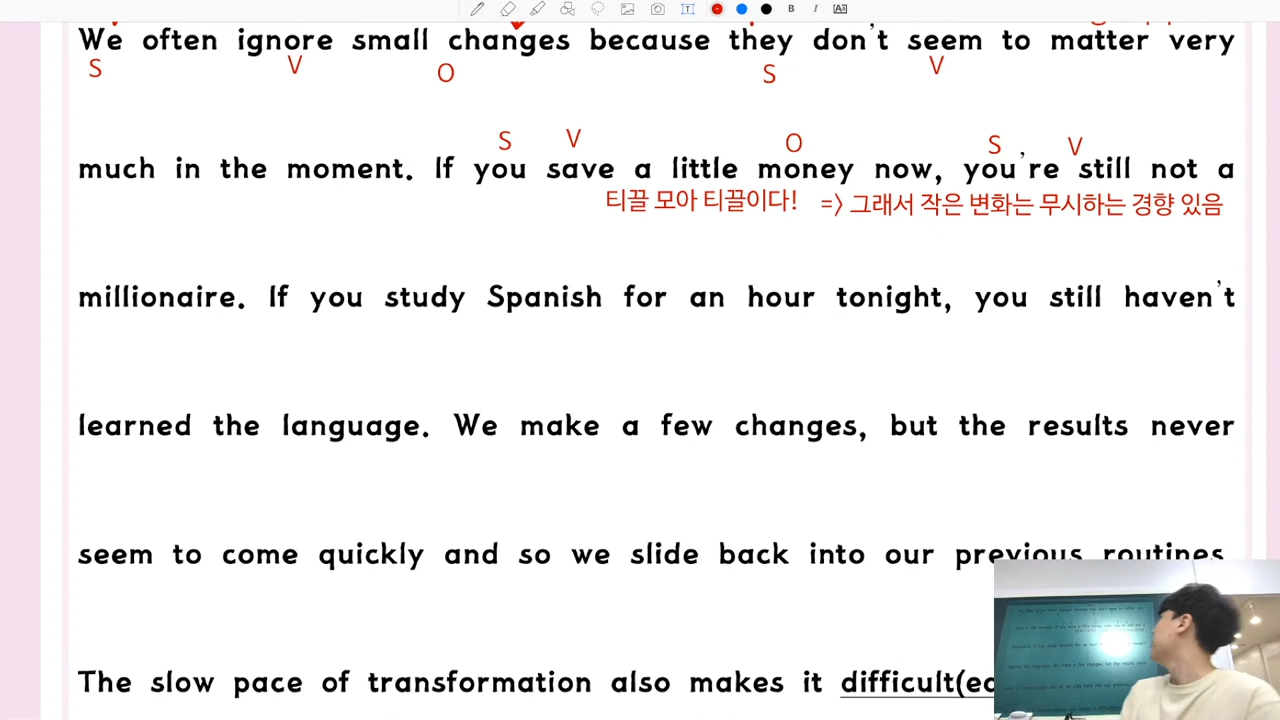 We often ignore small changes because they don't seem to matter very
S V O S V
S V O S V
much in the moment. If you save a little money now, you're still not a
티끌 모아 티끌이다! => 그래서 작은 변화는 무시하는 경향 있음
millionaire. If you study Spanish for an hour tonight, you still haven't
learned the language. We make a few changes, but the results never
seem to come quickly and so we slide back into our previous routines.
The slow pace of transformation also makes it difficult(